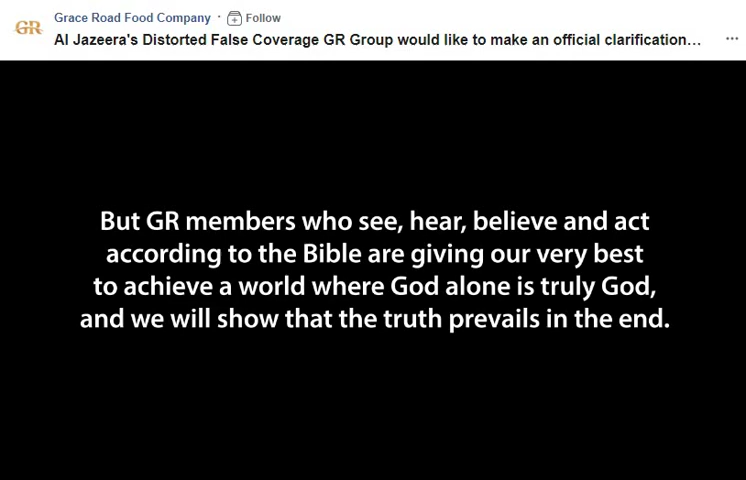 GR
Grace Road Food Company · Follow
Al Jazeera's Distorted False Coverage GR Group would like to make an official clarification…
But GR members who see, hear, believe and act
according to the Bible are giving our very best
to achieve a world where God alone is truly God,
and we will show that the truth prevails in the end.